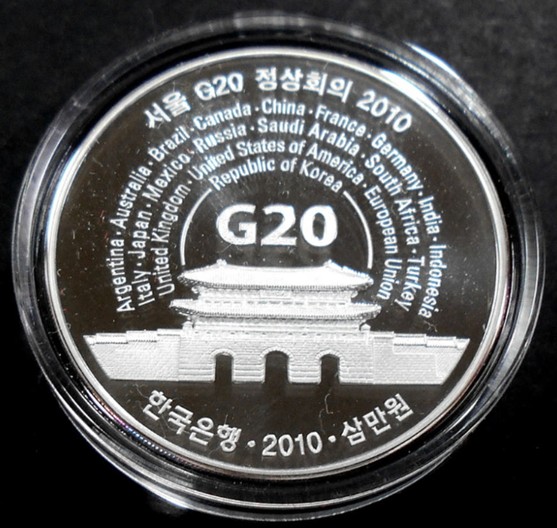 서울 G20 정상회의 2010
Argentina · Australia · Brazil · Canada · China · France · Germany · India · Indonesia
Italy · Japan · Mexico · Russia · Saudi Arabia · South Africa · Turkey
United Kingdom · United States of America · European Union
Republic of Korea
G20
한국은행 · 2010 · 삼만원